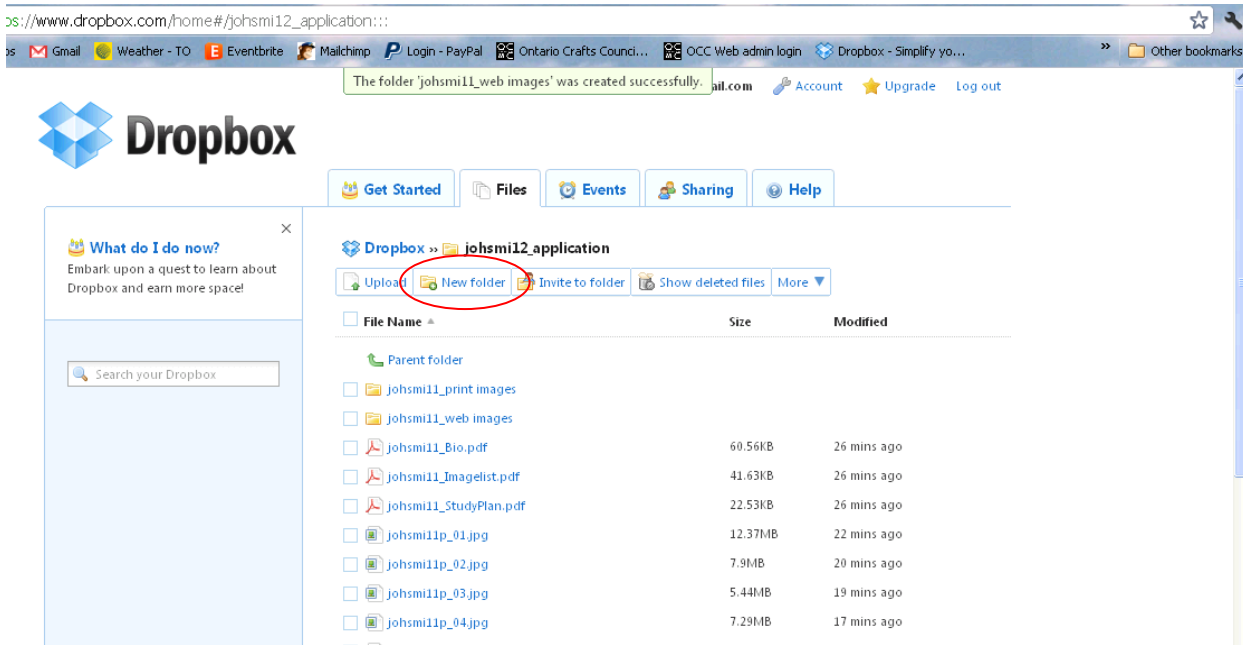 os://www.dropbox.com/home#/johsmi12_application:::
os Gmail Weather - TO Eventbrite Mailchimp Login - PayPal Ontario Crafts Counci... OCC Web admin login Dropbox - Simplify yo... » Other bookmarks
The folder 'johsmi11_web images' was created successfully. ail.com Account Upgrade Log out
Dropbox
Get Started Files Events Sharing Help
What do I do now?
Embark upon a quest to learn about
Dropbox and earn more space!
Search your Dropbox
Dropbox » johsmi12_application
Upload New folder Invite to folder Show deleted files More
File Name Size Modified
Parent folder
johsmi11_print images
johsmi11_web images
johsmi11_Bio.pdf 60.56KB 26 mins ago
johsmi11_Imagelist.pdf 41.63KB 26 mins ago
johsmi11_StudyPlan.pdf 22.53KB 26 mins ago
johsmi11p_01.jpg 12.37MB 22 mins ago
johsmi11p_02.jpg 7.9MB 20 mins ago
johsmi11p_03.jpg 5.44MB 19 mins ago
johsmi11p_04.jpg 7.29MB 17 mins ago